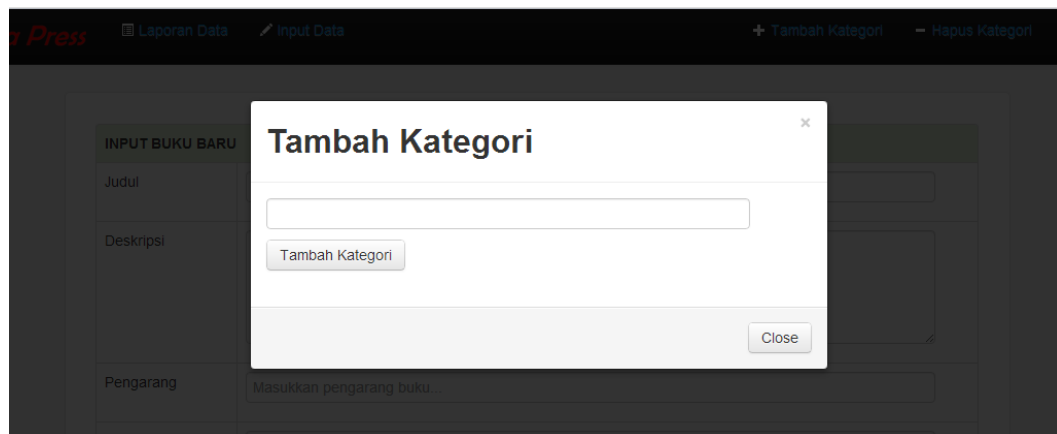 Press Laporan Data Input Data + Tambah Kategori - Hapus Kategori
Tambah Kategori ×
INPUT BUKU BARU
Judul
Deskripsi
Tambah Kategori
Close
Pengarang Masukkan pengarang buku...